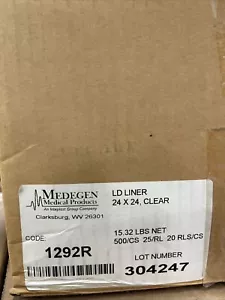 MEDEGEN
Medical Products
An Inteplast Group Company
Clarksburg, WV 26301
LD LINER
24 X 24, CLEAR
15.32 LBS NET
500/CS 25/RL 20 RLS/CS
CODE:
1292R
LOT NUMBER
304247